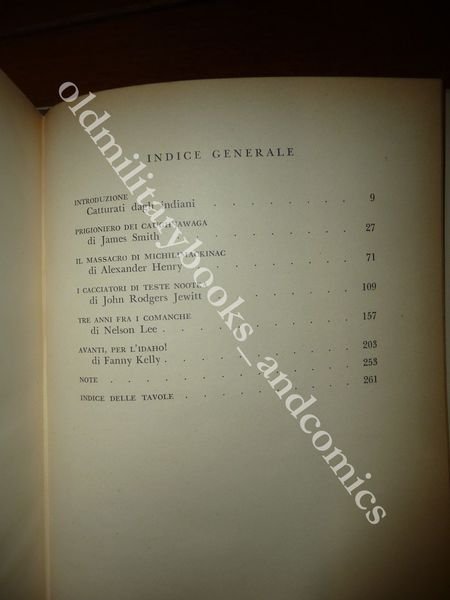 INDICE GENERALE
INTRODUZIONE
Catturati dagli indiani . . . . . . 9
PRIGIONIERO DEI CAUGHNAWAGA
di James Smith . . . . . . . 27
IL MASSACRO DI MICHILIMACKINAC
di Alexander Henry . . . . . . 71
I CACCIATORI DI TESTE NOOTKA
di John Rodgers Jewitt . . . . . . 109
TRE ANNI FRA I COMANCHE
di Nelson Lee . . . . . . . 157
AVANTI, PER L'IDAHO!
di Fanny Kelly . . . . . . . 203
NOTE . . . . . . . . 253
INDICE DELLE TAVOLE . . . . . . 261
oldmilitarybooks_andcomics